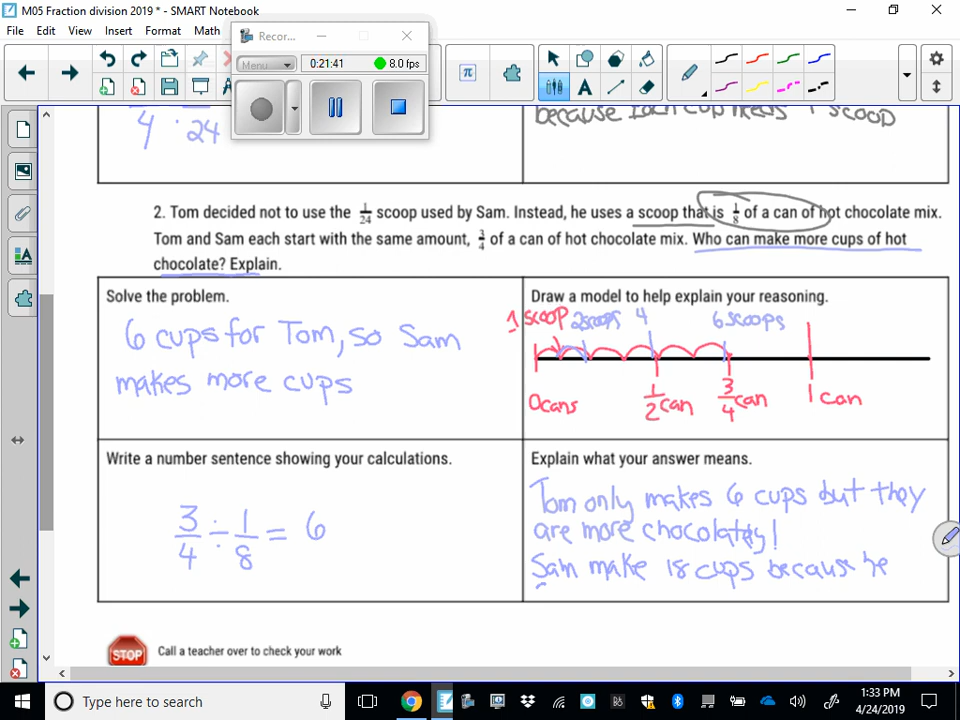 M05 Fraction division 2019 * - SMART Notebook
File Edit View Insert Format Math
Recor...
Menu 0:21:41 8.0 fps
π
A
4 · 24
2. Tom decided not to use the 1/24 scoop used by Sam. Instead, he uses a scoop that is 1/8 of a can of hot chocolate mix.
Tom and Sam each start with the same amount, 3/4 of a can of hot chocolate mix. Who can make more cups of hot
chocolate? Explain.
Solve the problem.
6 cups for Tom, so Sam
makes more cups
Draw a model to help explain your reasoning.
1 scoop 2 scoops 4 6 scoops
0 cans 1/2 can 3/4 can 1 can
Write a number sentence showing your calculations.
3/4 ÷ 1/8 = 6
Explain what your answer means.
Tom only makes 6 cups but they
are more chocolatey!
Sam make 18 cups because he
STOP Call a teacher over to check your work
Type here to search
1:33 PM
4/24/2019